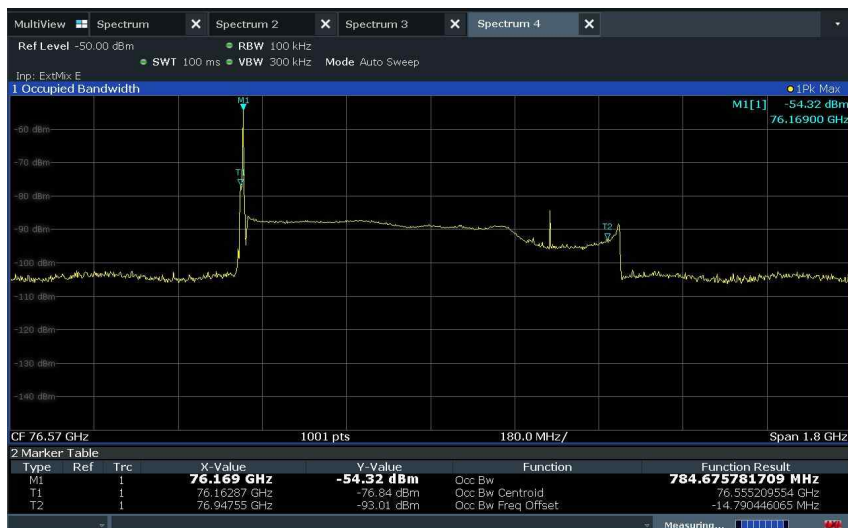 MultiView Spectrum Spectrum 2 Spectrum 3 Spectrum 4
Ref Level -50.00 dBm RBW 100 kHz
SWT 100 ms VBW 300 kHz Mode Auto Sweep
Inp: ExtMix E
1 Occupied Bandwidth 1Pk Max
M1
M1[1] -54.32 dBm
76.16900 GHz
-60 dBm
-70 dBm
T1
-80 dBm
-90 dBm
T2
-100 dBm
-110 dBm
-120 dBm
-130 dBm
-140 dBm
CF 76.57 GHz 1001 pts 180.0 MHz/ Span 1.8 GHz
2 Marker Table
Type Ref Trc X-Value Y-Value Function Function Result
M1 1 76.169 GHz -54.32 dBm Occ Bw 784.675781709 MHz
T1 1 76.16287 GHz -76.84 dBm Occ Bw Centroid 76.555209554 GHz
T2 1 76.94755 GHz -93.01 dBm Occ Bw Freq Offset -14.790446065 MHz
Measuring...